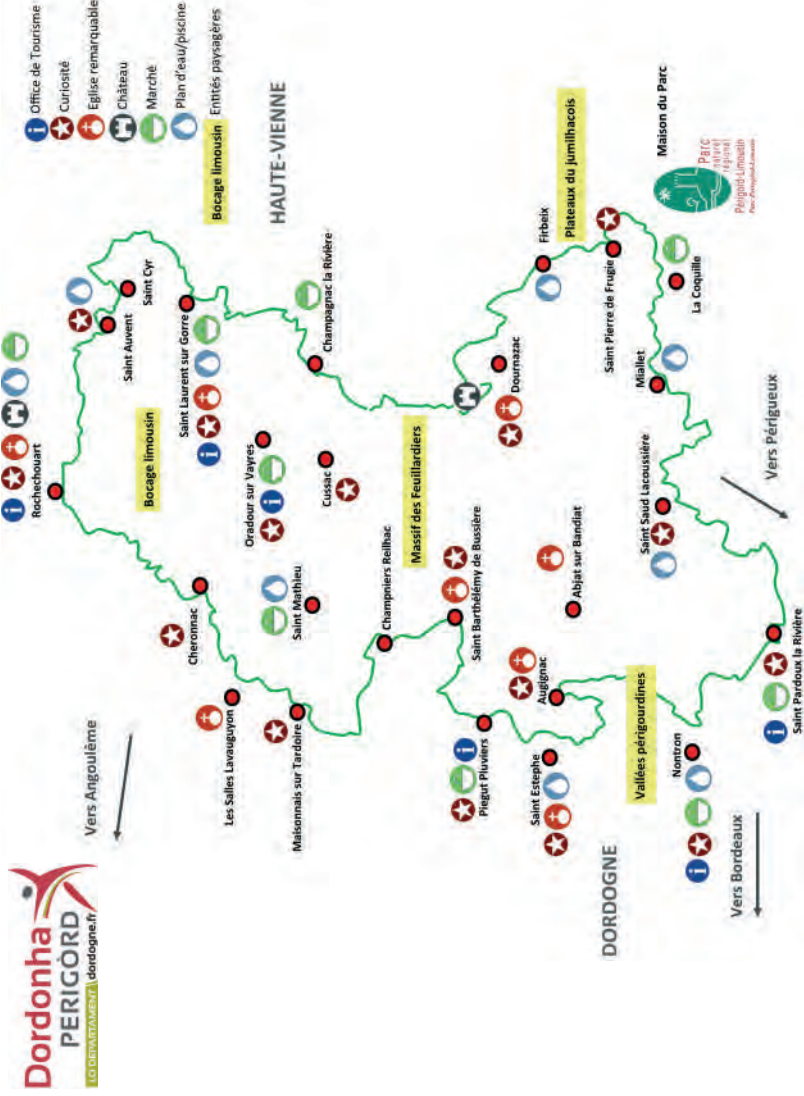 Dordonha
PERIGÒRD
LO DEPARTAMENT dordogne.fr
Vers Angoulême
Office de Tourisme
Curiosité
Eglise remarquable
Château
Marché
Plan d'eau/piscine
Bocage limousin Entités paysagères
HAUTE-VIENNE
Rochechouart
Saint Auvent
Saint Cyr
Bocage limousin
Saint Laurent sur Gorre
Cheronnac
Les Salles Lavauguyon
Maisonnais sur Tardoire
Saint Mathieu
Oradour sur Vayres
Cussac
Champagnac la Rivière
Champniers Reilhac
Massif des Feuillardiers
Saint Barthélémy de Bussière
Piegut Pluviers
Saint Estephe
Augignac
Abjat sur Bandiat
Dournazac
Firbeix
Plateaux du jumilhacois
Saint Pierre de Frugie
La Coquille
Maison du Parc
Parc
naturel
régional
Périgord-Limousin
Miallet
Saint Saud Lacoussière
Vallées périgourdines
DORDOGNE
Nontron
Saint Pardoux la Rivière
Vers Bordeaux
Vers Périgueux